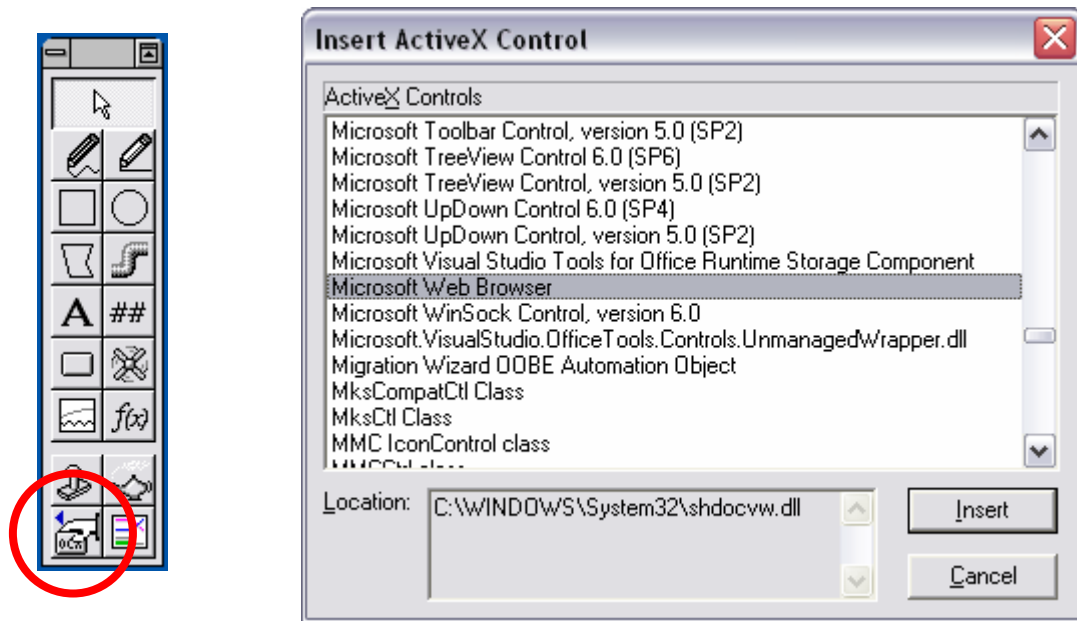 Insert ActiveX Control
ActiveX Controls
Microsoft Toolbar Control, version 5.0 (SP2)
Microsoft TreeView Control 6.0 (SP6)
Microsoft TreeView Control, version 5.0 (SP2)
Microsoft UpDown Control 6.0 (SP4)
Microsoft UpDown Control, version 5.0 (SP2)
Microsoft Visual Studio Tools for Office Runtime Storage Component
Microsoft Web Browser
Microsoft WinSock Control, version 6.0
Microsoft.VisualStudio.OfficeTools.Controls.UnmanagedWrapper.dll
Migration Wizard OOBE Automation Object
MksCompatCtl Class
MksCtl Class
MMC IconControl class
Location:
C:\WINDOWS\System32\shdocvw.dll
Insert
Cancel
A
##
f(x)
OCX